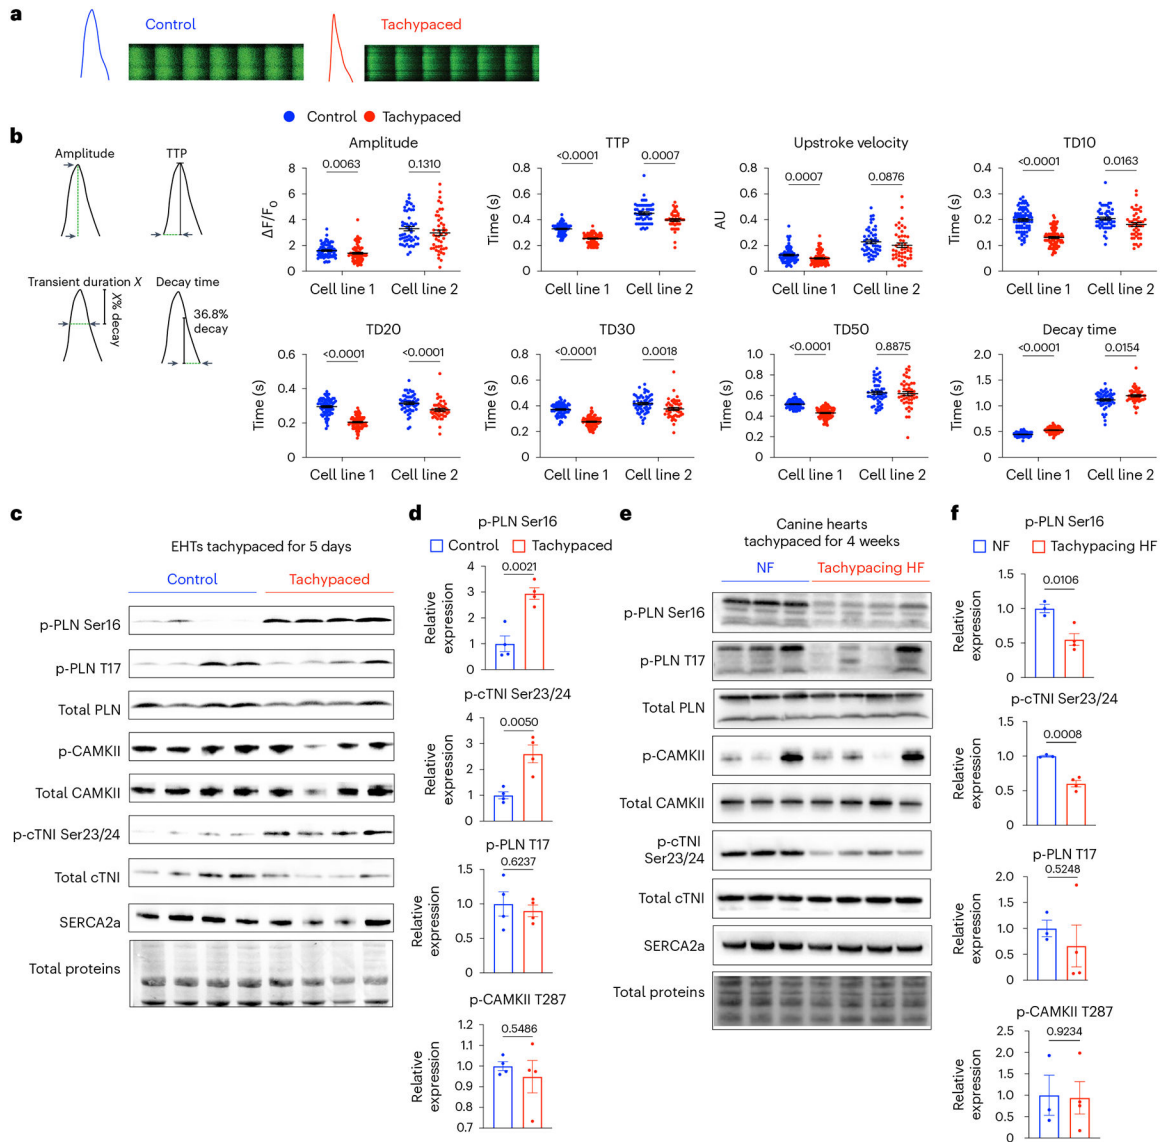 a
Control
Tachypaced
b
Control Tachypaced
Amplitude
TTP
Transient duration X
X% decay
Decay time
36.8% decay
Amplitude
0.0063 0.1310
ΔF/F0
8
6
4
2
0
Cell line 1 Cell line 2
TTP
<0.0001 0.0007
Time (s)
0.8
0.6
0.4
0.2
0
Cell line 1 Cell line 2
Upstroke velocity
0.0007 0.0876
AU
0.8
0.6
0.4
0.2
0
Cell line 1 Cell line 2
TD10
<0.0001 0.0163
Time (s)
0.4
0.3
0.2
0.1
0
Cell line 1 Cell line 2
TD20
<0.0001 <0.0001
Time (s)
0.6
0.4
0.2
0
Cell line 1 Cell line 2
TD30
<0.0001 0.0018
Time (s)
0.8
0.6
0.4
0.2
0
Cell line 1 Cell line 2
TD50
<0.0001 0.8875
Time (s)
1.0
0.8
0.6
0.4
0.2
0
Cell line 1 Cell line 2
Decay time
<0.0001 0.0154
Time (s)
2.0
1.5
1.0
0.5
0
Cell line 1 Cell line 2
c
EHTs tachypaced for 5 days
Control Tachypaced
p-PLN Ser16
p-PLN T17
Total PLN
p-CAMKII
Total CAMKII
p-cTNI Ser23/24
Total cTNI
SERCA2a
Total proteins
d
p-PLN Ser16
Control Tachypaced
0.0021
Relative
expression
4
3
2
1
0
p-cTNI Ser23/24
0.0050
Relative
expression
4
3
2
1
0
p-PLN T17
0.6237
Relative
expression
1.5
1.0
0.5
0
p-CAMKII T287
0.5486
Relative
expression
1.2
1.1
1.0
0.9
0.8
0.7
e
Canine hearts
tachypaced for 4 weeks
NF Tachypacing HF
p-PLN Ser16
p-PLN T17
Total PLN
p-CAMKII
Total CAMKII
p-cTNI
Ser23/24
Total cTNI
SERCA2a
Total proteins
f
p-PLN Ser16
NF Tachypacing HF
0.0106
Relative
expression
1.5
1.0
0.5
0
p-cTNI Ser23/24
0.0008
Relative
expression
1.5
1.0
0.5
0
p-PLN T17
0.5248
Relative
expression
2.0
1.5
1.0
0.5
0
p-CAMKII T287
0.9234
Relative
expression
2.5
2.0
1.5
1.0
0.5
0